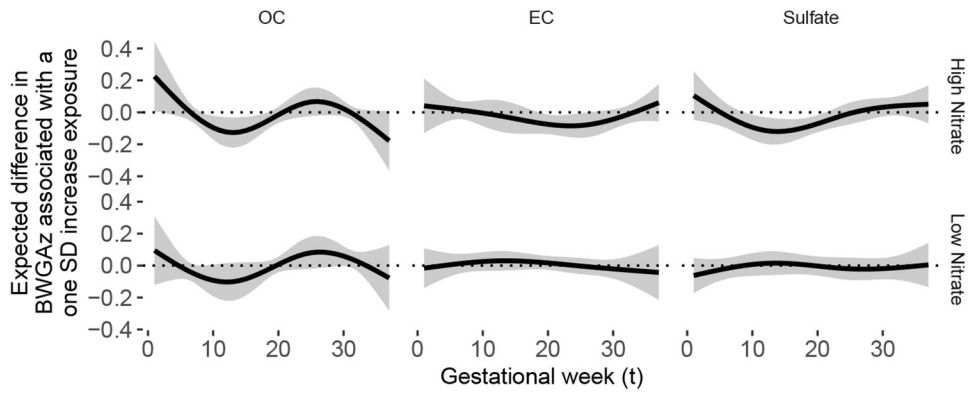 OC EC Sulfate
Expected difference in
BWGAz associated with a
one SD increase exposure
0.4
0.2
0.0
−0.2
−0.4
High Nitrate
0.4
0.2
0.0
−0.2
−0.4
Low Nitrate
0 10 20 30 0 10 20 30 0 10 20 30
Gestational week (t)